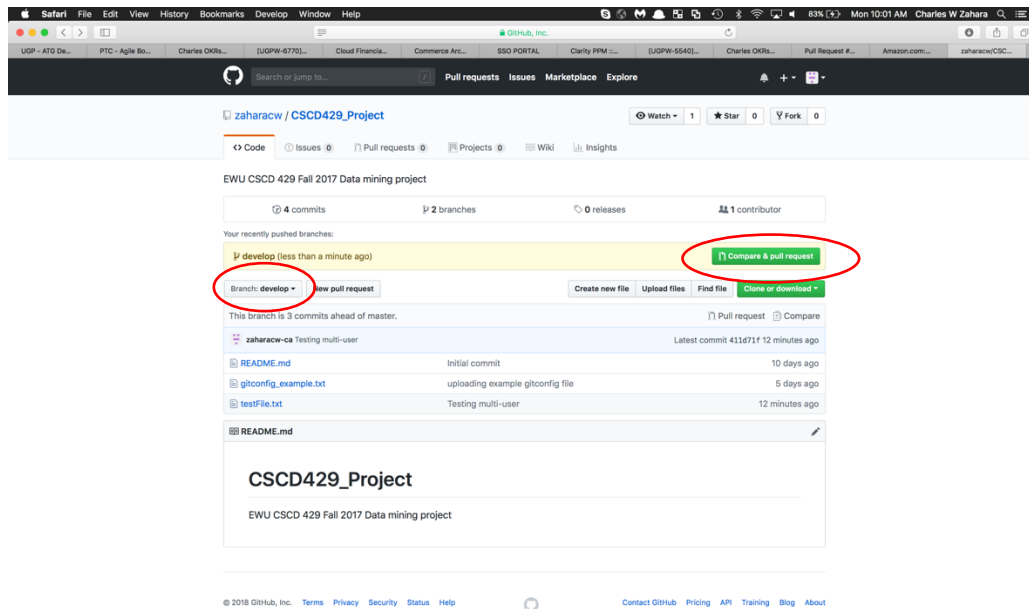 Safari File Edit View History Bookmarks Develop Window Help 83% Mon 10:01 AM Charles W Zahara
GitHub, Inc.
UGP - ATG De... PTC - Agile Bo... Charles OKRs... [UGPW-6770]... Cloud Financia... Commerce Arc... SSO PORTAL Clarity PPM ::... [UGPW-5540]... Charles OKRs... Pull Request #... Amazon.com:... zaharacw/CSC...
Search or jump to... / Pull requests Issues Marketplace Explore
zaharacw / CSCD429_Project Watch 1 Star 0 Fork 0
Code Issues 0 Pull requests 0 Projects 0 Wiki Insights
EWU CSCD 429 Fall 2017 Data mining project
4 commits 2 branches 0 releases 1 contributor
Your recently pushed branches:
develop (less than a minute ago) Compare & pull request
Branch: develop New pull request Create new file Upload files Find file Clone or download
This branch is 3 commits ahead of master. Pull request Compare
zaharacw-ca Testing multi-user Latest commit 411d71f 12 minutes ago
README.md Initial commit 10 days ago
gitconfig_example.txt uploading example gitconfig file 5 days ago
testFile.txt Testing multi-user 12 minutes ago
README.md
CSCD429_Project
EWU CSCD 429 Fall 2017 Data mining project
© 2018 GitHub, Inc. Terms Privacy Security Status Help Contact GitHub Pricing API Training Blog About